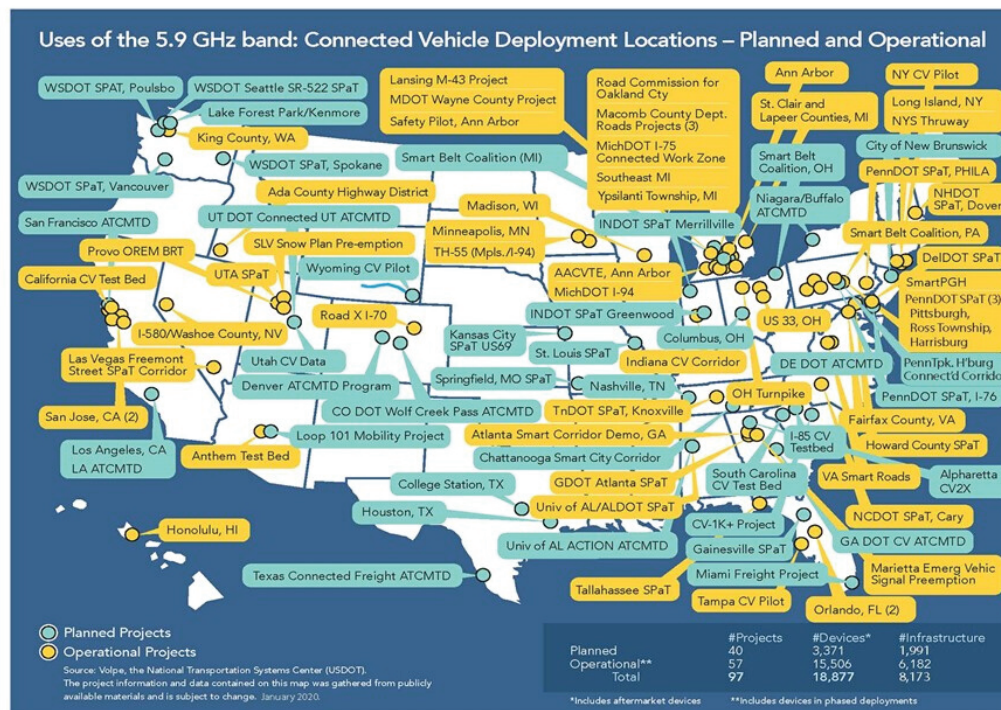 Uses of the 5.9 GHz band: Connected Vehicle Deployment Locations – Planned and Operational
WSDOT SPAT, Poulsbo
WSDOT Seattle SR-522 SPaT
Lake Forest Park/Kenmore
King County, WA
WSDOT SPaT, Spokane
WSDOT SPaT, Vancouver
Ada County Highway District
San Francisco ATCMTD
UT DOT Connected UT ATCMTD
Provo OREM BRT
SLV Snow Plan Pre-emption
California CV Test Bed
UTA SPaT
Wyoming CV Pilot
I-580/Washoe County, NV
Road X I-70
Las Vegas Freemont
Street SPaT Corridor
Utah CV Data
Denver ATCMTD Program
San Jose, CA (2)
CO DOT Wolf Creek Pass ATCMTD
Los Angeles, CA
LA ATCMTD
Anthem Test Bed
Loop 101 Mobility Project
Honolulu, HI
Lansing M-43 Project
MDOT Wayne County Project
Safety Pilot, Ann Arbor
Smart Belt Coalition (MI)
Road Commission for
Oakland Cty
Macomb County Dept.
Roads Projects (3)
MichDOT I-75
Connected Work Zone
Southeast MI
Ypsilanti Township, MI
Ann Arbor
St. Clair and
Lapeer Counties, MI
Smart Belt
Coalition, OH
Niagara/Buffalo
ATCMTD
NY CV Pilot
Long Island, NY
NYS Thruway
City of New Brunswick
PennDOT SPaT, PHILA
NHDOT
SPaT, Dover
Smart Belt Coalition, PA
DelDOT SPaT
SmartPGH
PennDOT SPaT (3)
Pittsburgh,
Ross Township,
Harrisburg
PennTpk. H'burg
Connect'd Corridor
PennDOT SPaT, I-76
Madison, WI
Minneapolis, MN
TH-55 (Mpls./I-94)
INDOT SPaT Merrillville
AACVTE, Ann Arbor
MichDOT I-94
INDOT SPaT Greenwood
Kansas City
SPaT US69
St. Louis SPaT
Columbus, OH
US 33, OH
Indiana CV Corridor
DE DOT ATCMTD
Springfield, MO SPaT
Nashville, TN
OH Turnpike
TnDOT SPaT, Knoxville
Fairfax County, VA
Atlanta Smart Corridor Demo, GA
I-85 CV
Testbed
Howard County SPaT
Chattanooga Smart City Corridor
South Carolina
CV Test Bed
VA Smart Roads
Alpharetta
CV2X
College Station, TX
GDOT Atlanta SPaT
Houston, TX
Univ of AL/ALDOT SPaT
CV-1K+ Project
NCDOT SPaT, Cary
Univ of AL ACTION ATCMTD
Gainesville SPaT
GA DOT CV ATCMTD
Texas Connected Freight ATCMTD
Tallahassee SPaT
Miami Freight Project
Marietta Emerg Vehic
Signal Preemption
Tampa CV Pilot
Orlando, FL (2)
Planned Projects
Operational Projects
Source: Volpe, the National Transportation Systems Center (USDOT).
The project information and data contained on this map was gathered from publicly
available materials and is subject to change. January 2020.
#Projects #Devices* #Infrastructure
Planned 40 3,371 1,991
Operational** 57 15,506 6,182
Total 97 18,877 8,173
*Includes aftermarket devices **Includes devices in phased deployments